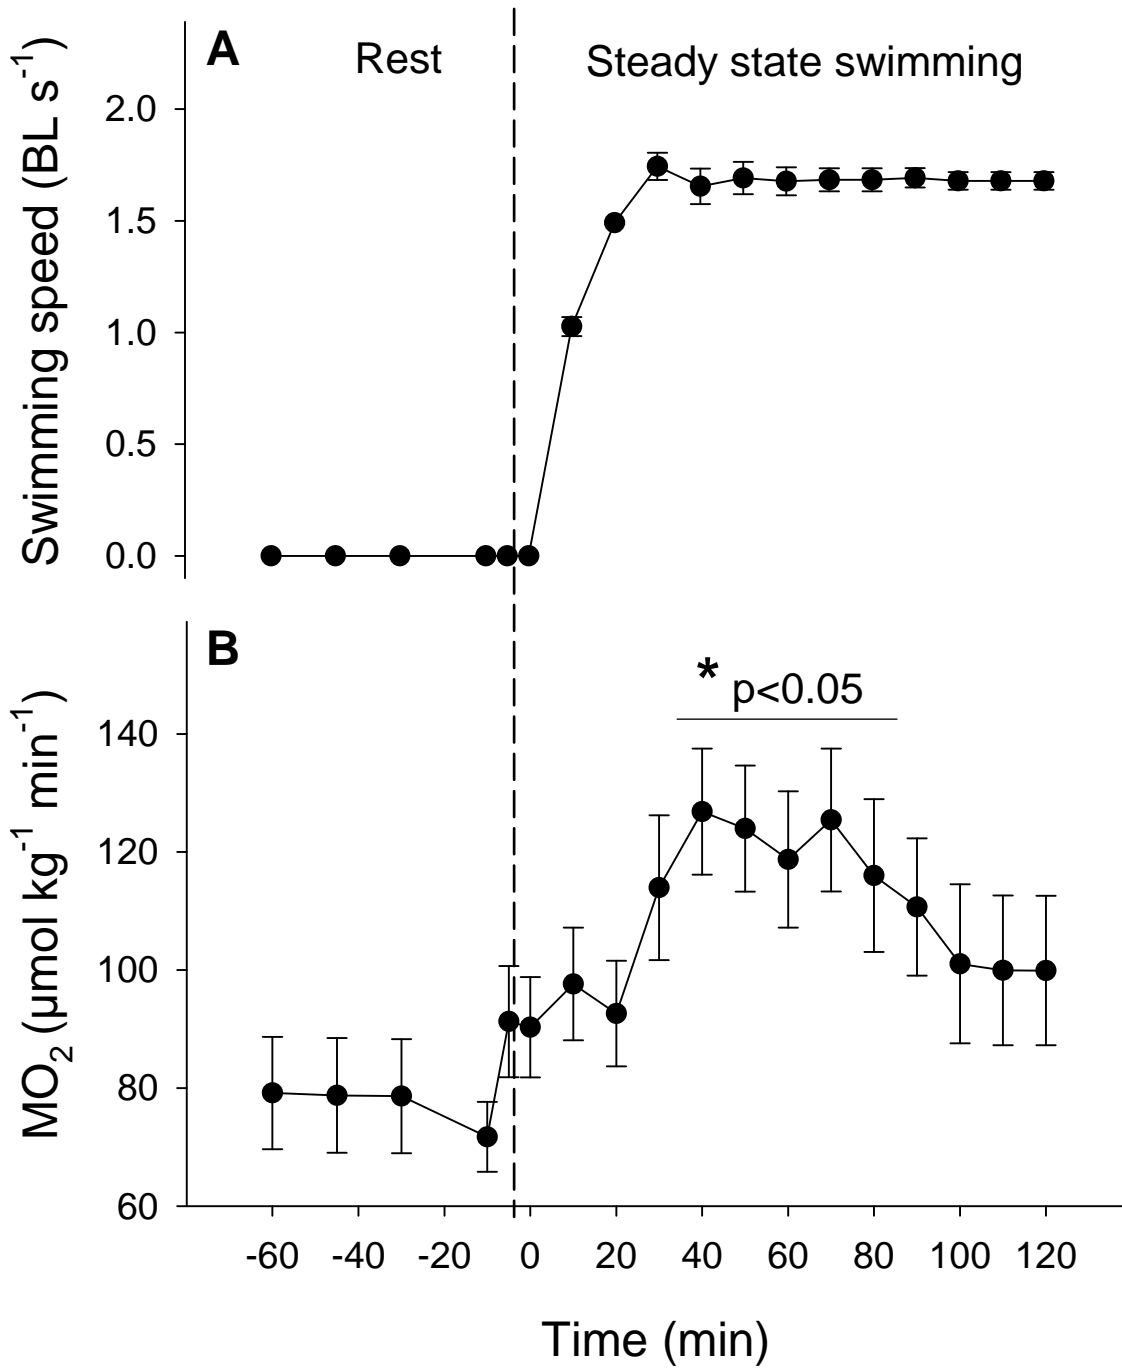 A
Rest
Steady state swimming
Swimming speed (BL s⁻¹)
2.0
1.5
1.0
0.5
0.0
B
* p<0.05
MO₂ (µmol kg⁻¹ min⁻¹)
140
120
100
80
60
-60 -40 -20 0 20 40 60 80 100 120
Time (min)